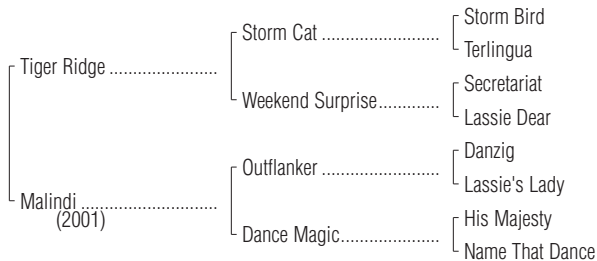 Storm Bird
Storm Cat ........................
Terlingua
Tiger Ridge ......................
Secretariat
Weekend Surprise.............
Lassie Dear
Danzig
Outflanker ........................
Lassie's Lady
Malindi ............................
(2001)
His Majesty
Dance Magic....................
Name That Dance